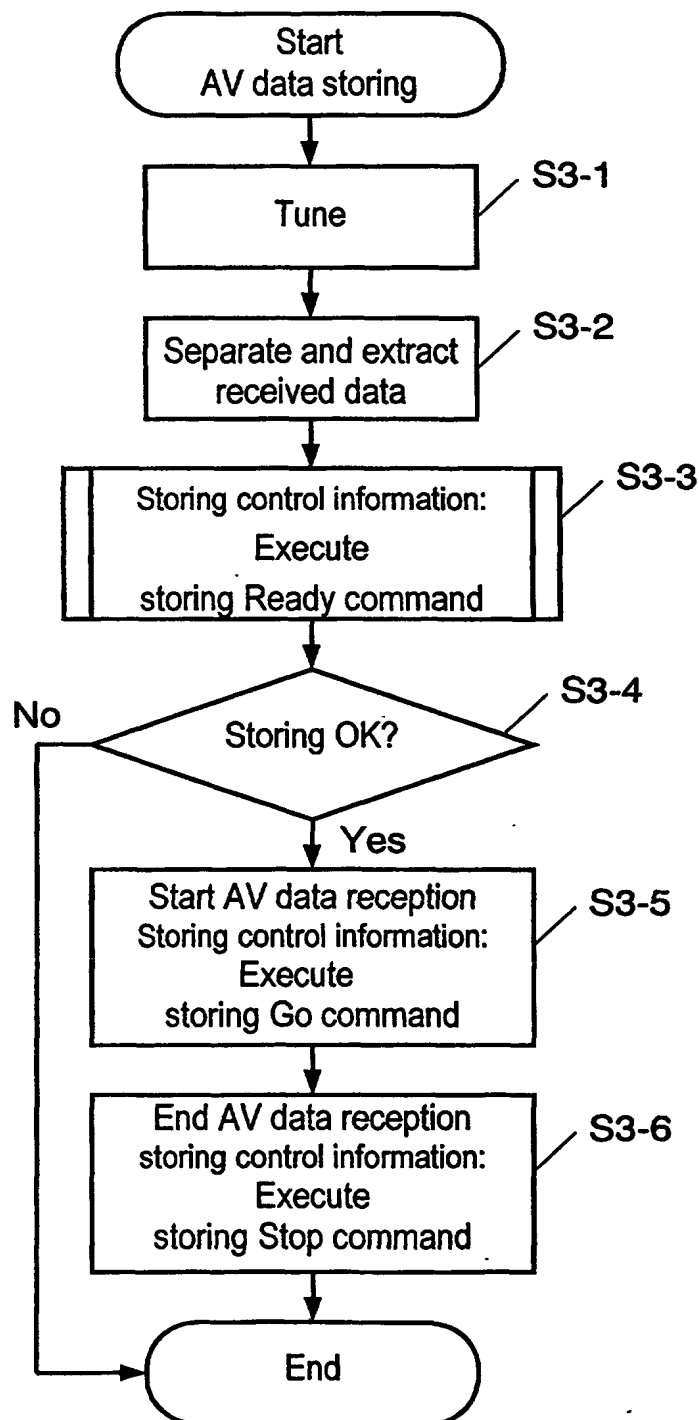 Start
AV data storing
S3-1
Tune
S3-2
Separate and extract
received data
S3-3
Storing control information:
Execute
storing Ready command
S3-4
No
Storing OK?
Yes
Start AV data reception
S3-5
Storing control information:
Execute
storing Go command
End AV data reception
S3-6
storing control information:
Execute
storing Stop command
End